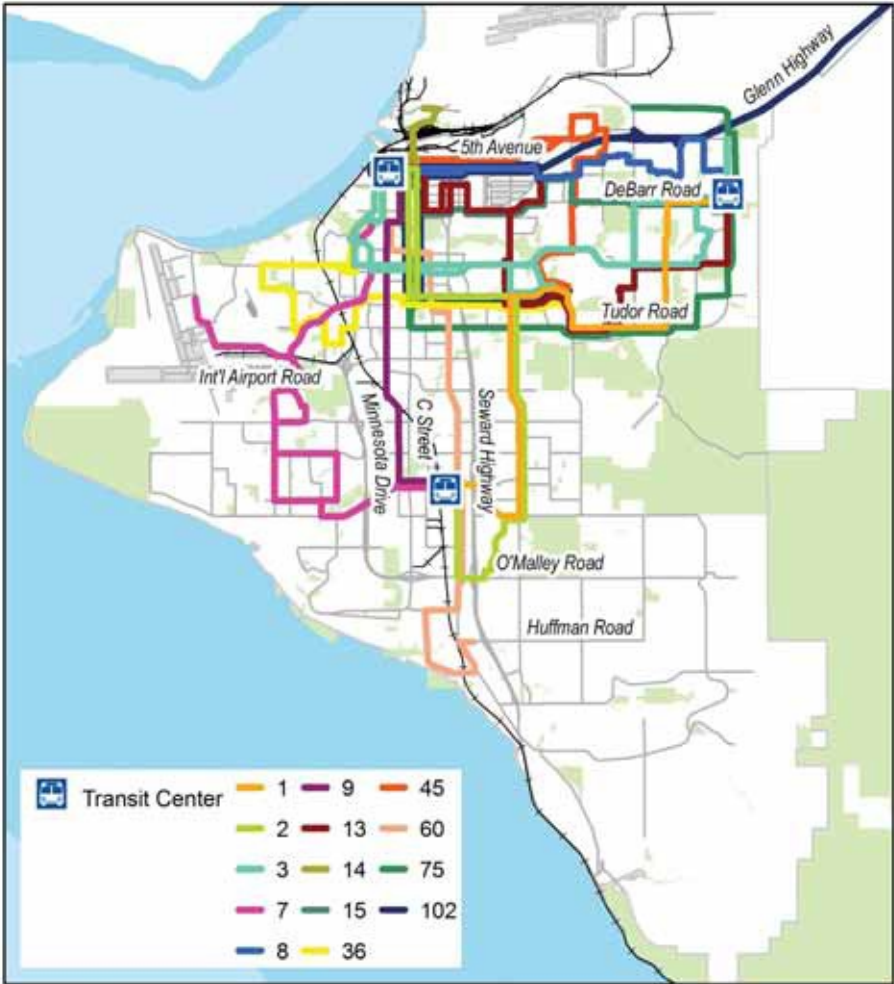 Glenn Highway
5th Avenue
DeBarr Road
Tudor Road
Int'l Airport Road
Minnesota Drive
C Street
Seward Highway
O'Malley Road
Huffman Road
Transit Center
1 9 45
2 13 60
3 14 75
7 15 102
8 36